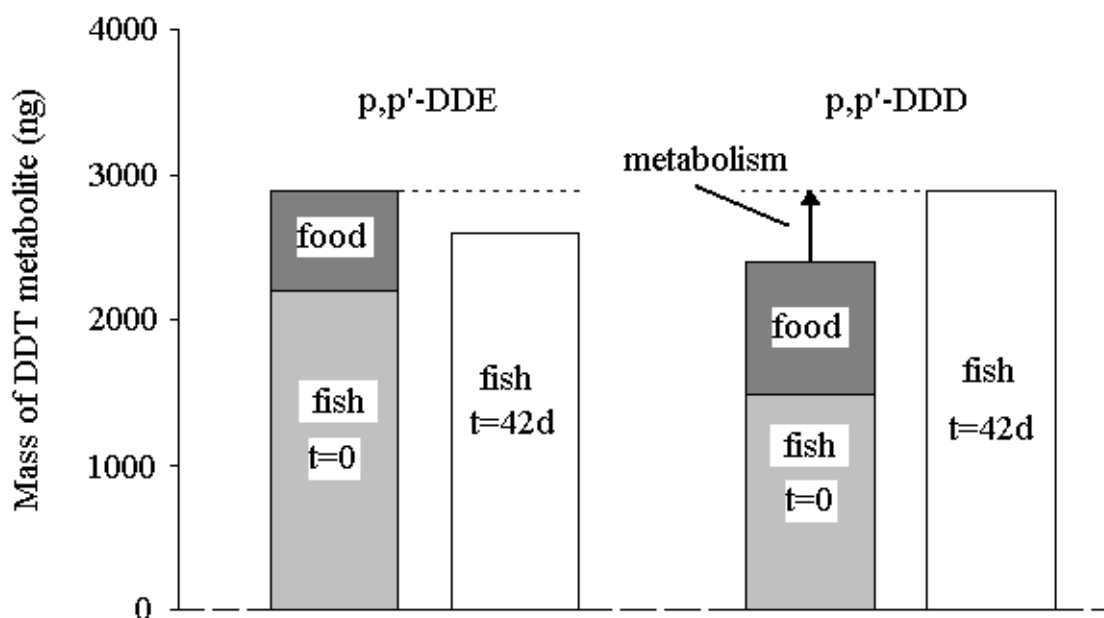 Mass of DDT metabolite (ng)
4000
3000
2000
1000
0
p,p'-DDE
food
fish
t=0
fish
t=42d
p,p'-DDD
metabolism
food
fish
t=0
fish
t=42d